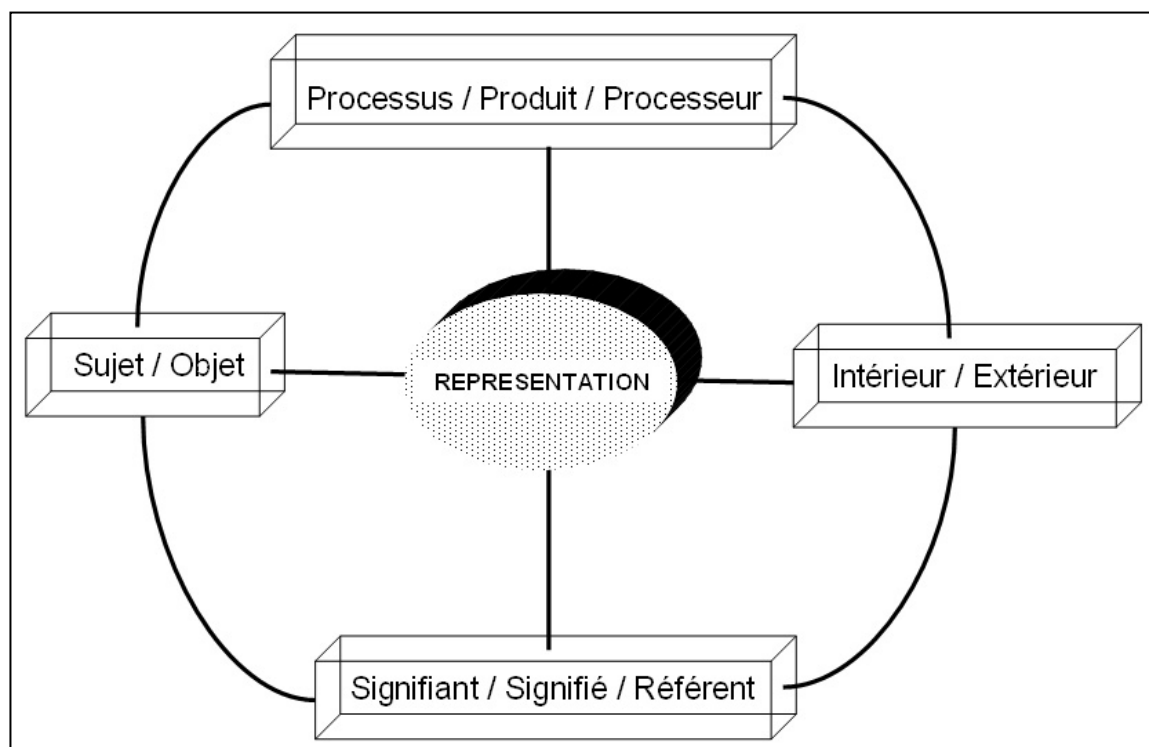 Processus / Produit / Processeur
Sujet / Objet
REPRESENTATION
Intérieur / Extérieur
Signifiant / Signifié / Référent